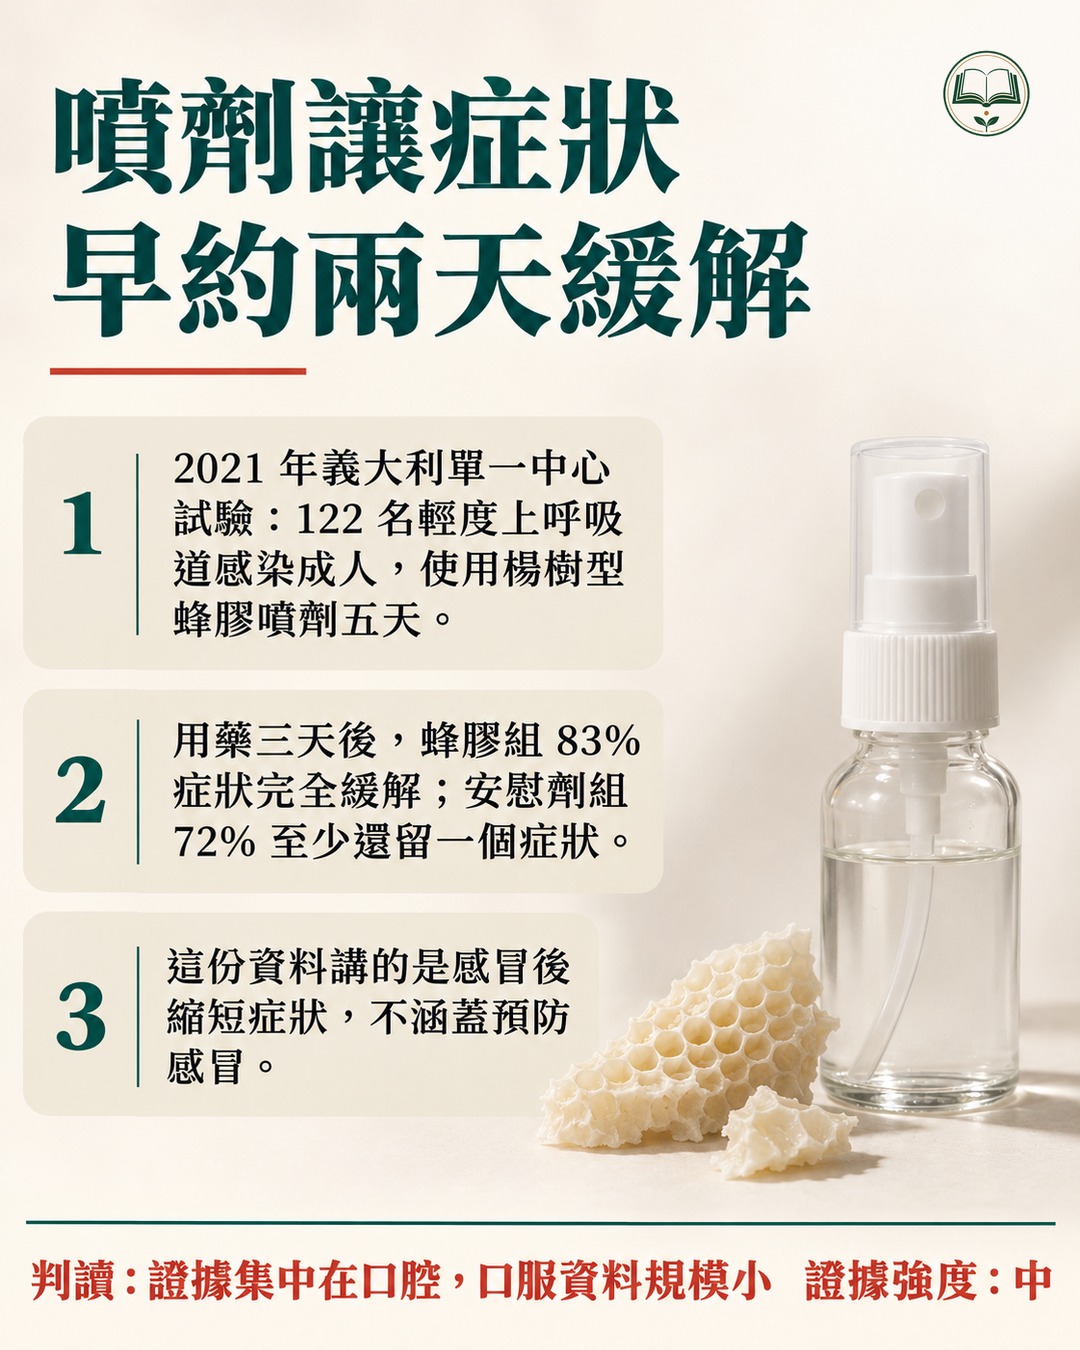 噴劑讓症狀
早約兩天緩解
1
2021 年義大利單一中心
試驗：122 名輕度上呼吸
道感染成人，使用楊樹型
蜂膠噴劑五天。
2
用藥三天後，蜂膠組 83%
症狀完全緩解；安慰劑組
72% 至少還留一個症狀。
3
這份資料講的是感冒後
縮短症狀，不涵蓋預防
感冒。
判讀：證據集中在口腔，口服資料規模小 證據強度：中